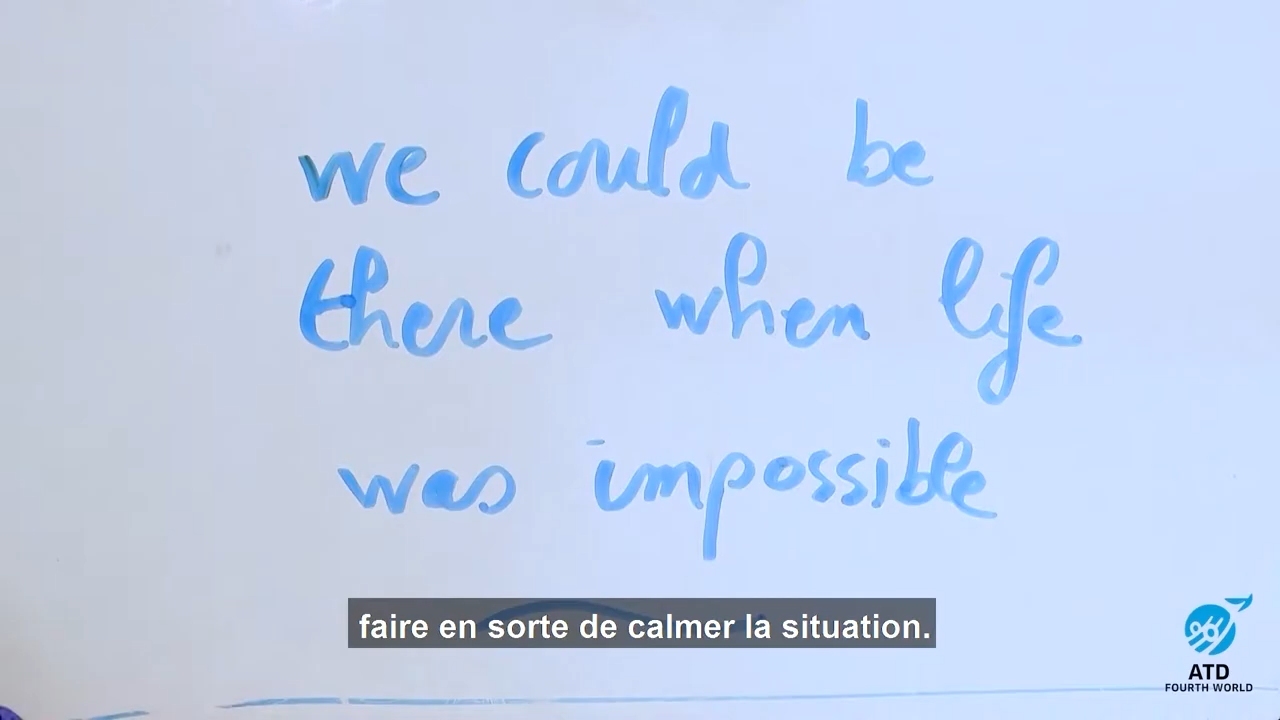 we could be
there when life
was impossible
faire en sorte de calmer la situation.
ATD
FOURTH WORLD